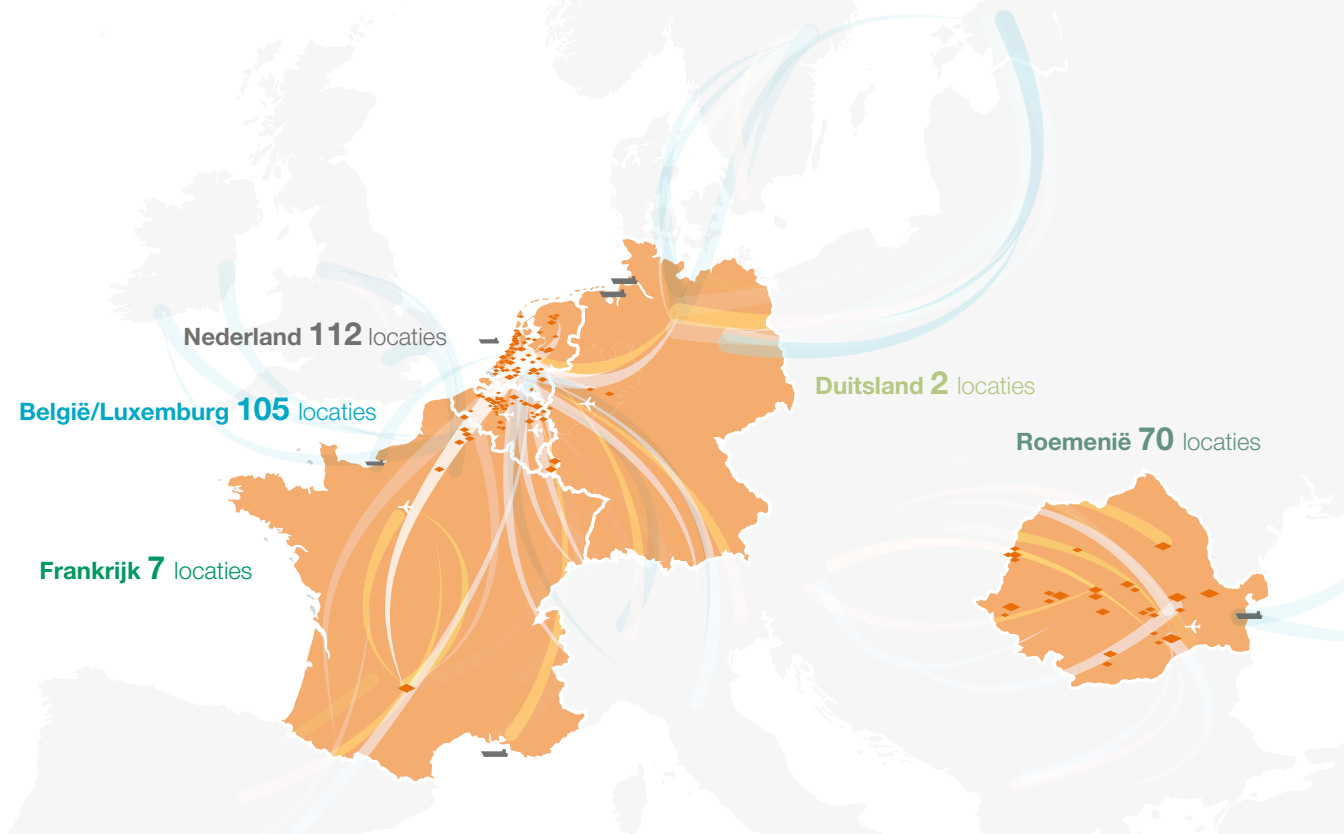 Nederland 112 locaties
België/Luxemburg 105 locaties
Duitsland 2 locaties
Roemenië 70 locaties
Frankrijk 7 locaties